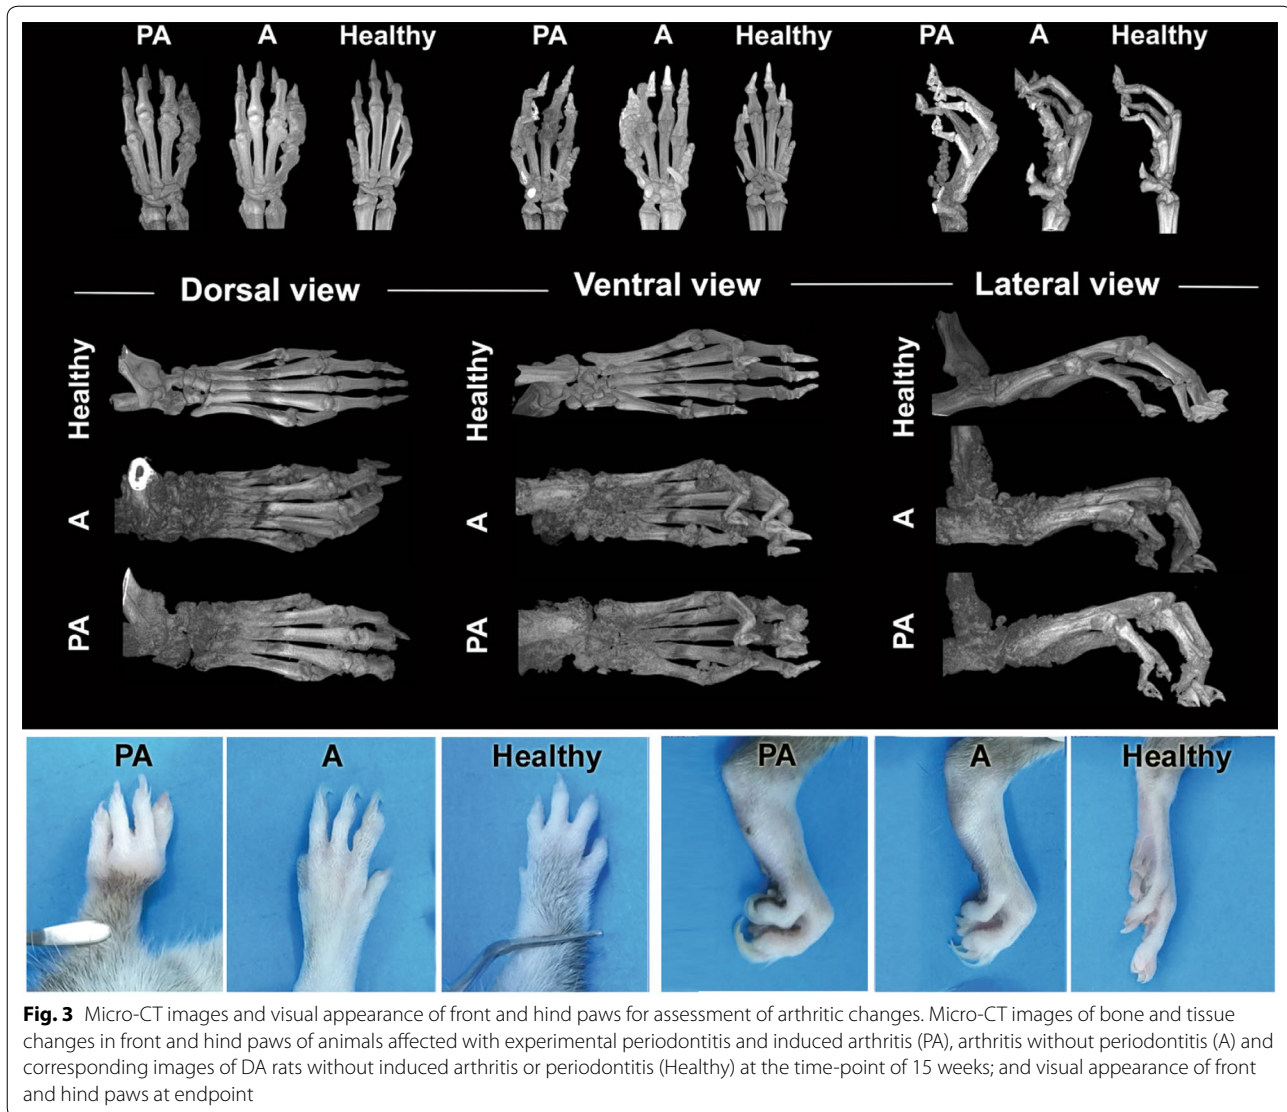 PA A Healthy PA A Healthy PA A Healthy
Dorsal view Ventral view Lateral view
Healthy Healthy Healthy
A A A
PA PA PA
PA A Healthy PA A Healthy
Fig. 3 Micro-CT images and visual appearance of front and hind paws for assessment of arthritic changes. Micro-CT images of bone and tissue
changes in front and hind paws of animals affected with experimental periodontitis and induced arthritis (PA), arthritis without periodontitis (A) and
corresponding images of DA rats without induced arthritis or periodontitis (Healthy) at the time-point of 15 weeks; and visual appearance of front
and hind paws at endpoint